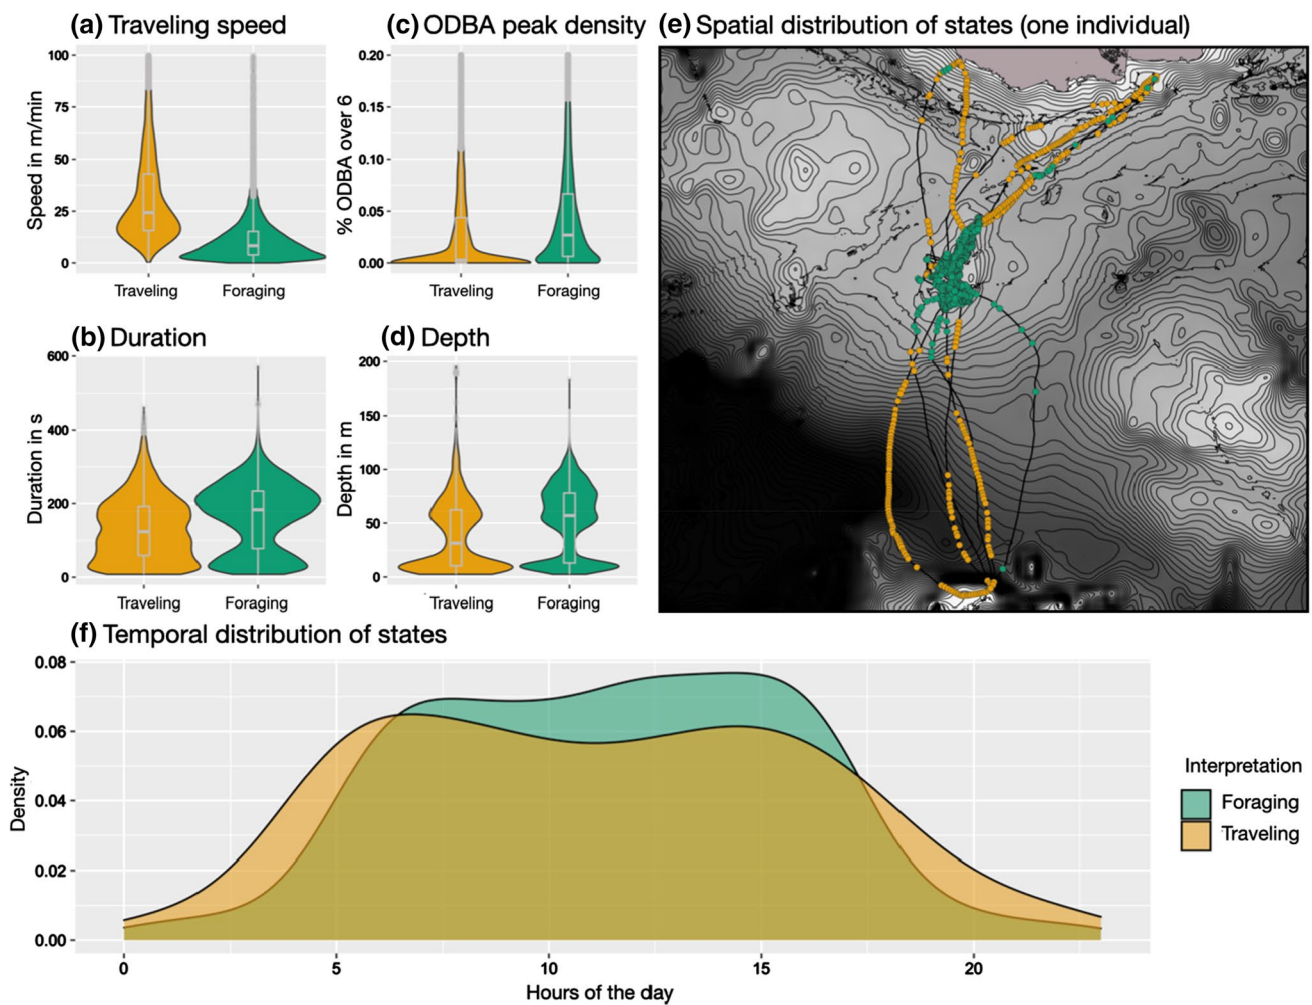 (a) Traveling speed
Speed in m/min
100
75
50
25
0
Traveling Foraging
(c) ODBA peak density
% ODBA over 6
0.20
0.15
0.10
0.05
0.00
Traveling Foraging
(e) Spatial distribution of states (one individual)
(b) Duration
Duration in s
600
400
200
0
Traveling Foraging
(d) Depth
Depth in m
200
150
100
50
0
Traveling Foraging
(f) Temporal distribution of states
Density
0.08
0.06
0.04
0.02
0.00
0 5 10 15 20
Hours of the day
Interpretation
Foraging
Traveling